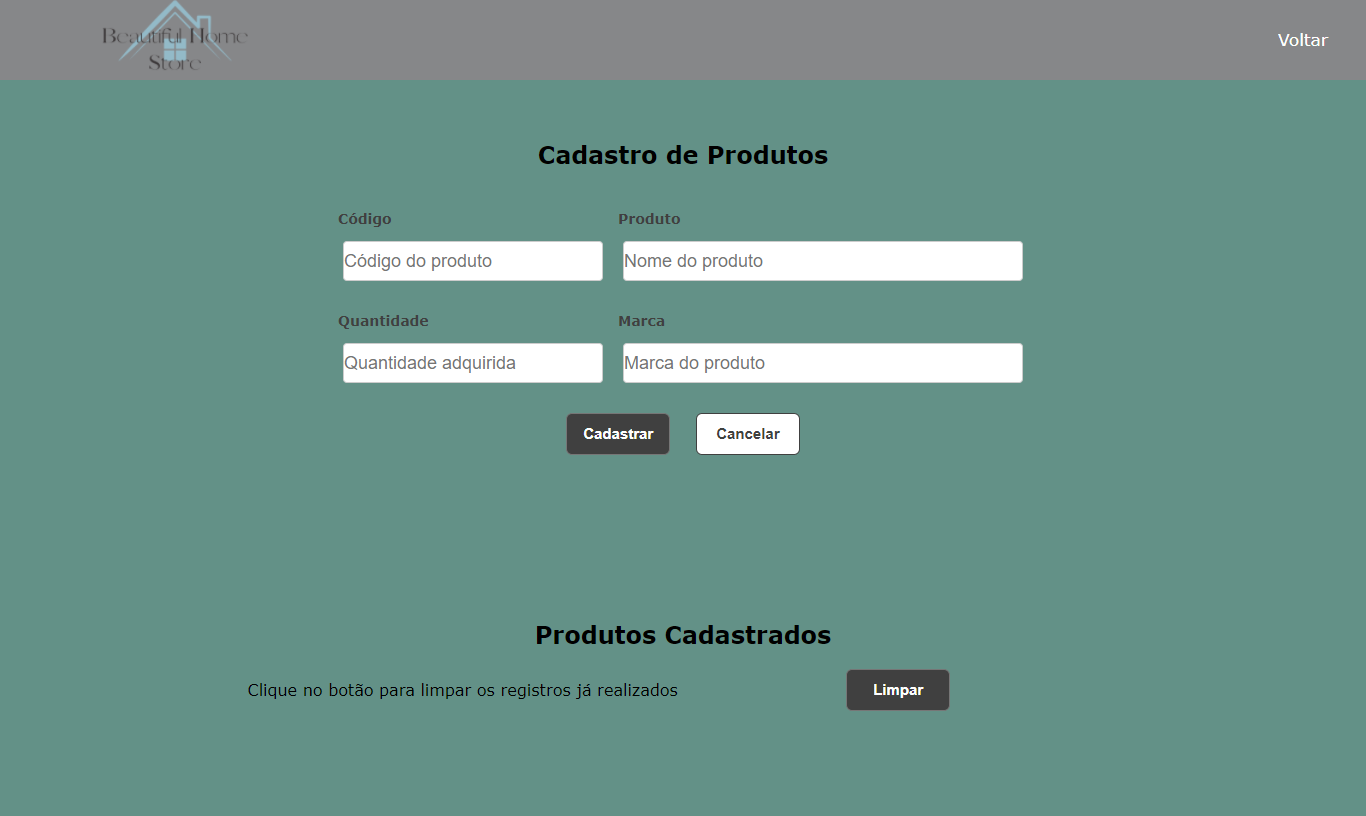 Beautiful Home
Store
Voltar
Cadastro de Produtos
Código Produto
Código do produto Nome do produto
Quantidade Marca
Quantidade adquirida Marca do produto
Cadastrar Cancelar
Produtos Cadastrados
Clique no botão para limpar os registros já realizados Limpar